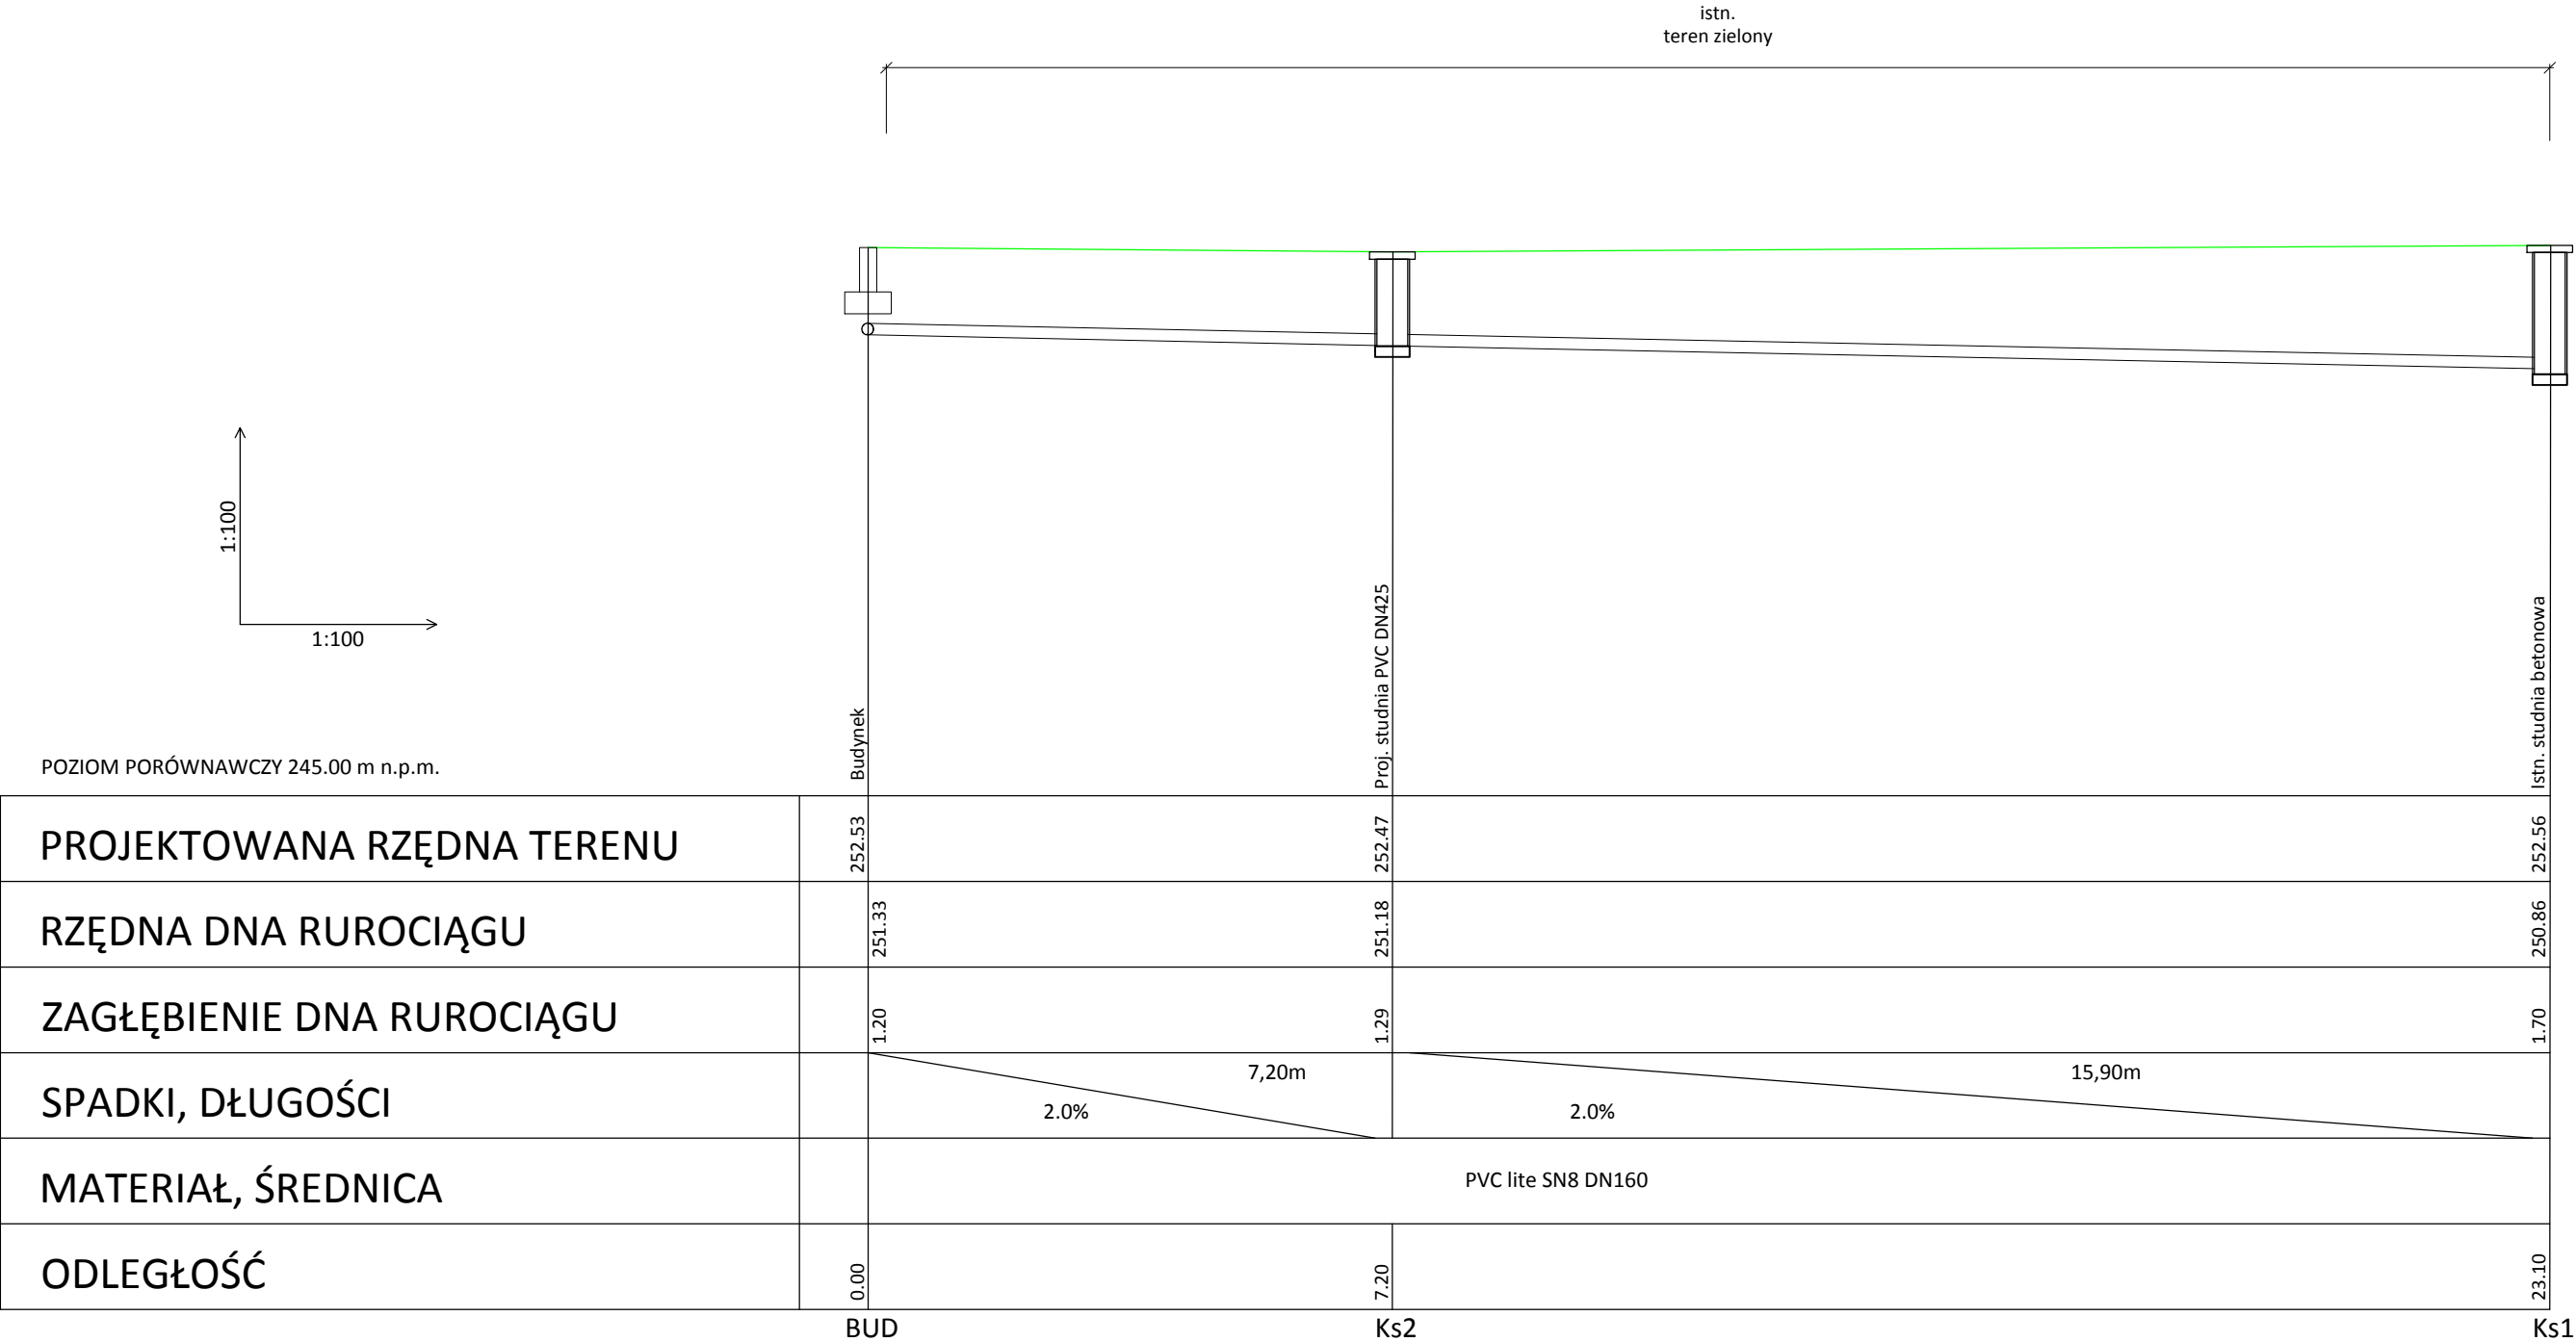 istn.
teren zielony
1:100
1:100
Budynek
Proj. studnia PVC DN425
Istn. studnia betonowa
POZIOM PORÓWNAWCZY 245.00 m n.p.m.
PROJEKTOWANA RZĘDNA TERENU
252.53
252.47
252.56
RZĘDNA DNA RUROCIĄGU
251.33
251.18
250.86
ZAGŁĘBIENIE DNA RUROCIĄGU
1.20
1.29
1.70
SPADKI, DŁUGOŚCI
7,20m
2.0%
15,90m
2.0%
MATERIAŁ, ŚREDNICA
PVC lite SN8 DN160
ODLEGŁOŚĆ
0.00
7.20
23.10
BUD
Ks2
Ks1